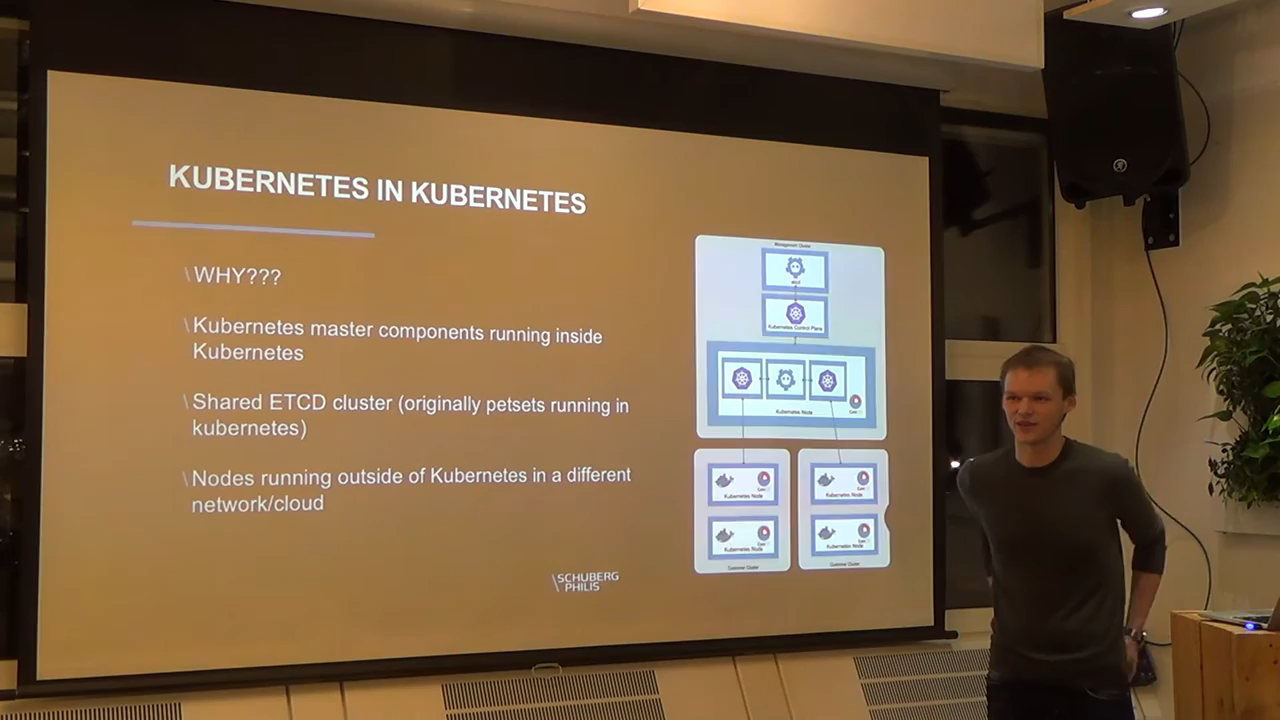 KUBERNETES IN KUBERNETES
\WHY???
\Kubernetes master components running inside
Kubernetes
\Shared ETCD cluster (originally petsets running in
kubernetes)
\Nodes running outside of Kubernetes in a different
network/cloud
\SCHUBERG
PHILIS
Management Cluster
etcd
Kubernetes Control Plane
Kubernetes Node
Kubernetes Node
Kubernetes Node
Customer Cluster
Kubernetes Node
Kubernetes Node
Customer Cluster